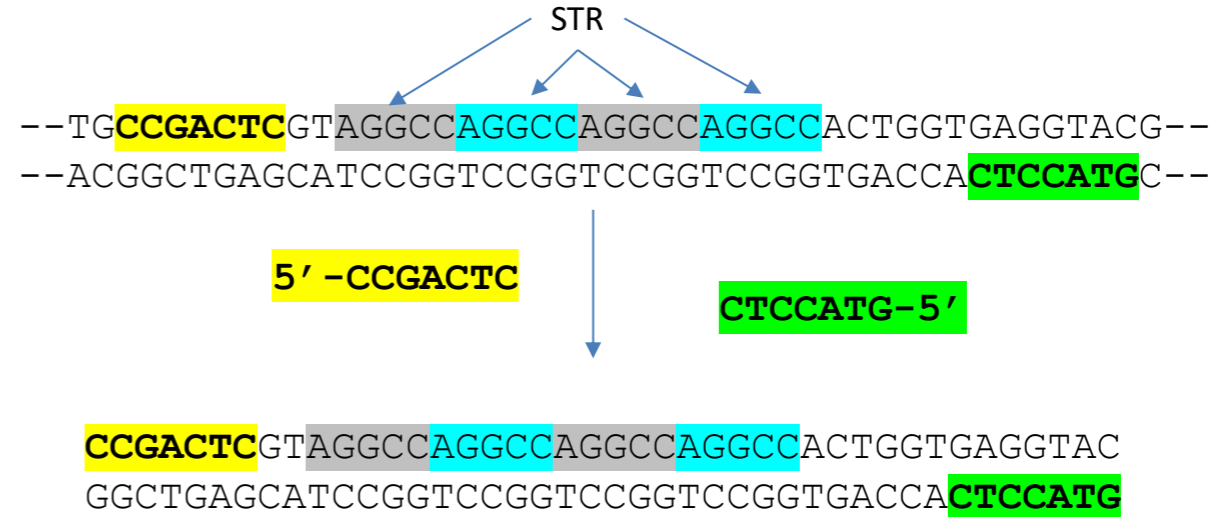 STR
--TGCCGACTCGTAGGCCAGGCCAGGCCAGGCCACTGGTGAGGTACG--
--ACGGCTGAGCATCCGGTCCGGTCCGGTCCGGTGACCACTCCATGC--
5’-CCGACTC
CTCCATG-5’
CCGACTCGTAGGCCAGGCCAGGCCAGGCCACTGGTGAGGTAC
GGCTGAGCATCCGGTCCGGTCCGGTCCGGTGACCACTCCATG